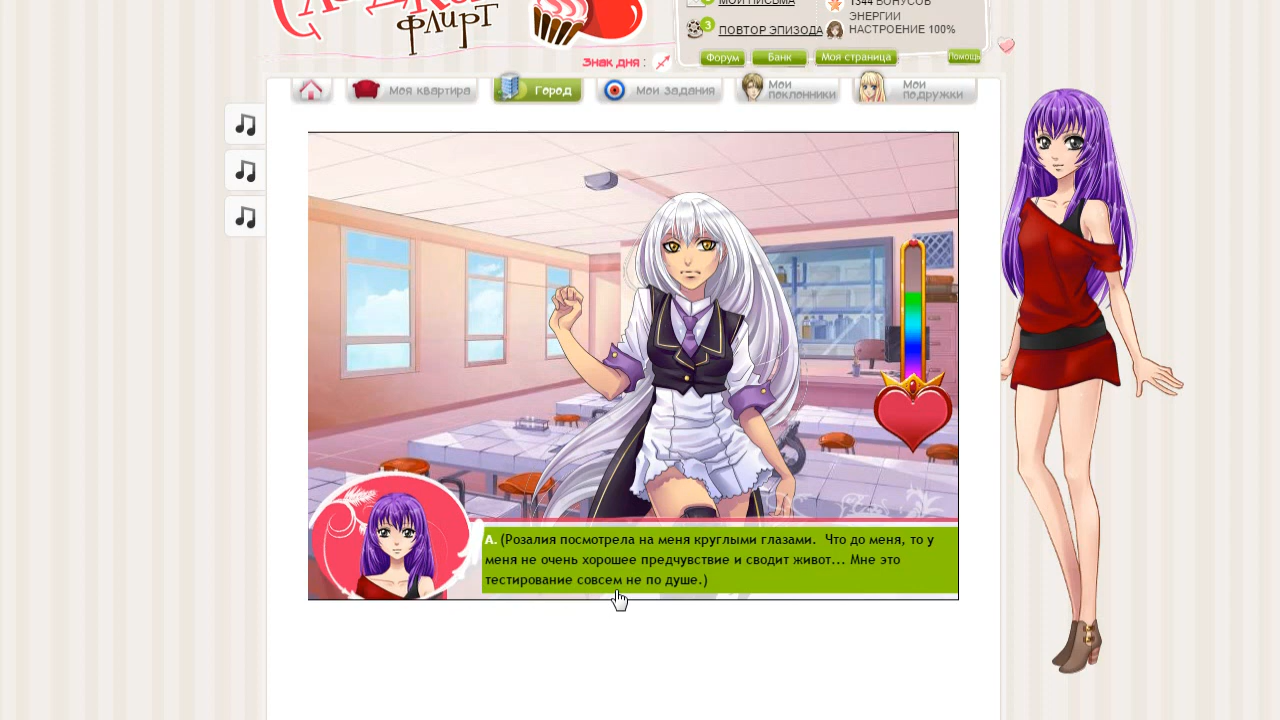 Сладкий
Флирт
МОИ ПИСЬМА
1344 БОНУСОВ
ЭНЕРГИИ
3
ПОВТОР ЭПИЗОДА
НАСТРОЕНИЕ 100%
Знак дня :
Форум
Банк
Моя страница
Помощь
Моя квартира
Город
Мои задания
Мои
поклонники
Мои
подружки
А. (Розалия посмотрела на меня круглыми глазами. Что до меня, то у
меня не очень хорошее предчувствие и сводит живот... Мне это
тестирование совсем не по душе.)